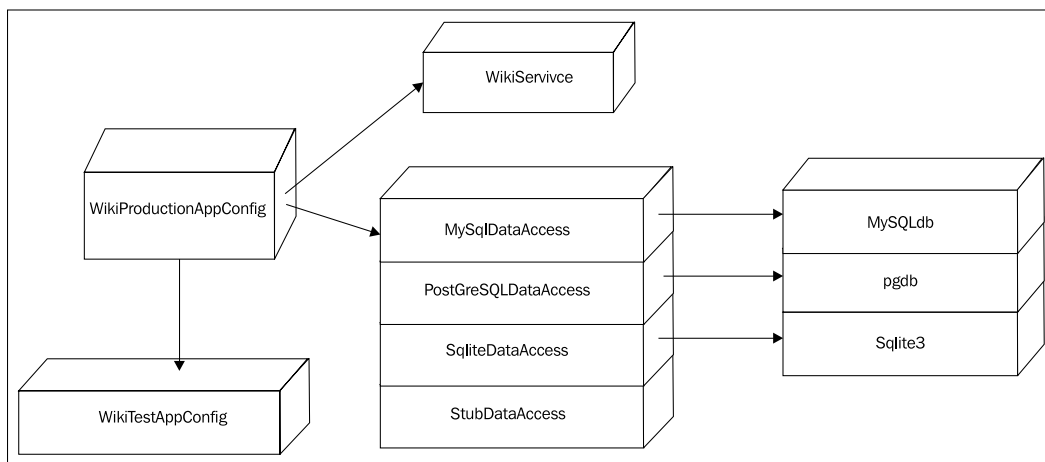 WikiServivce
WikiProductionAppConfig
MySqlDataAccess
MySQLdb
PostGreSQLDataAccess
pgdb
SqliteDataAccess
Sqlite3
WikiTestAppConfig
StubDataAccess